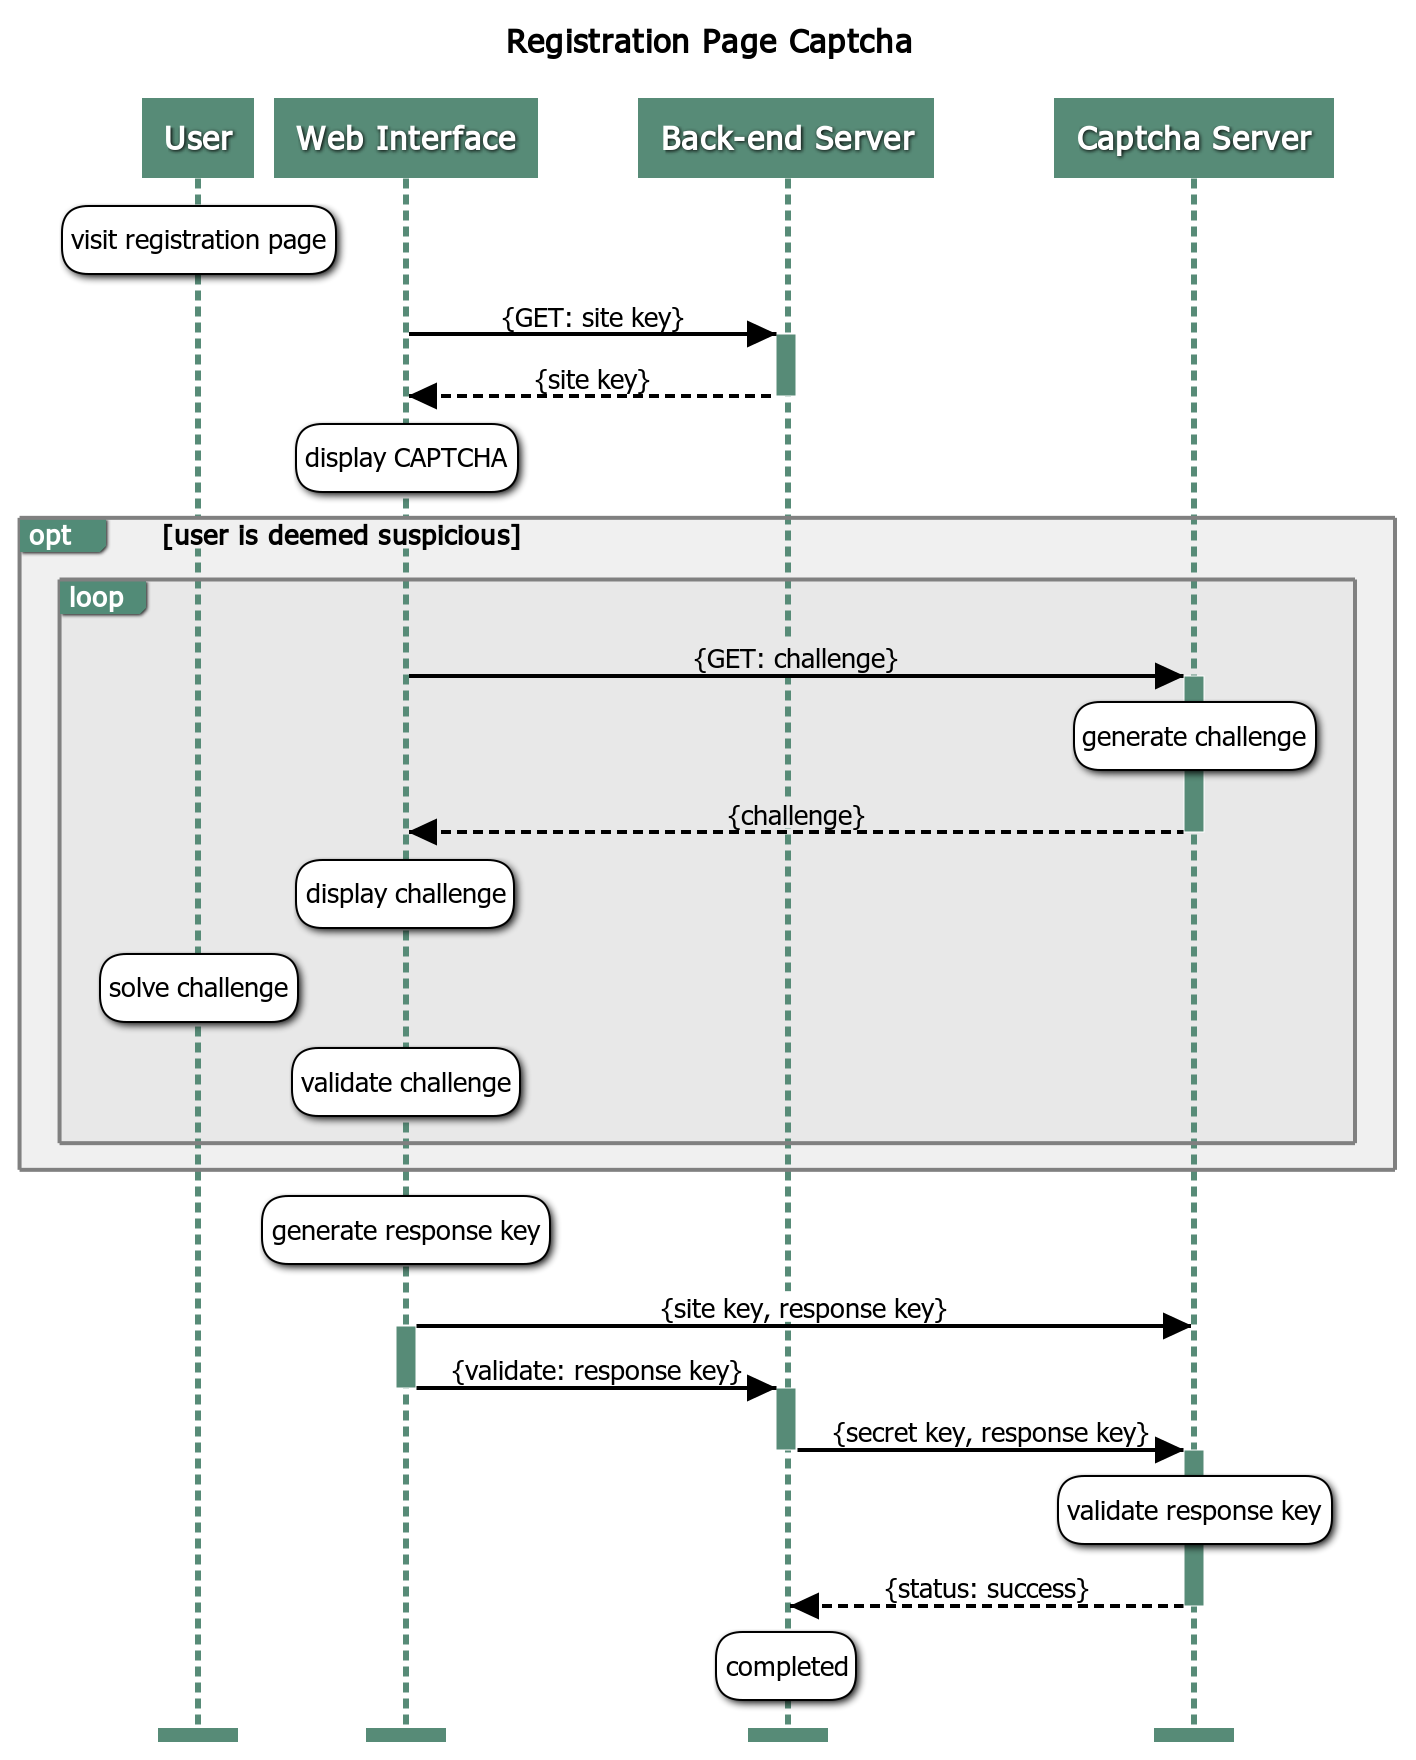 Registration Page Captcha
User
Web Interface
Back-end Server
Captcha Server
visit registration page
{GET: site key}
{site key}
display CAPTCHA
opt
[user is deemed suspicious]
loop
{GET: challenge}
generate challenge
{challenge}
display challenge
solve challenge
validate challenge
generate response key
{site key, response key}
{validate: response key}
{secret key, response key}
validate response key
{status: success}
completed